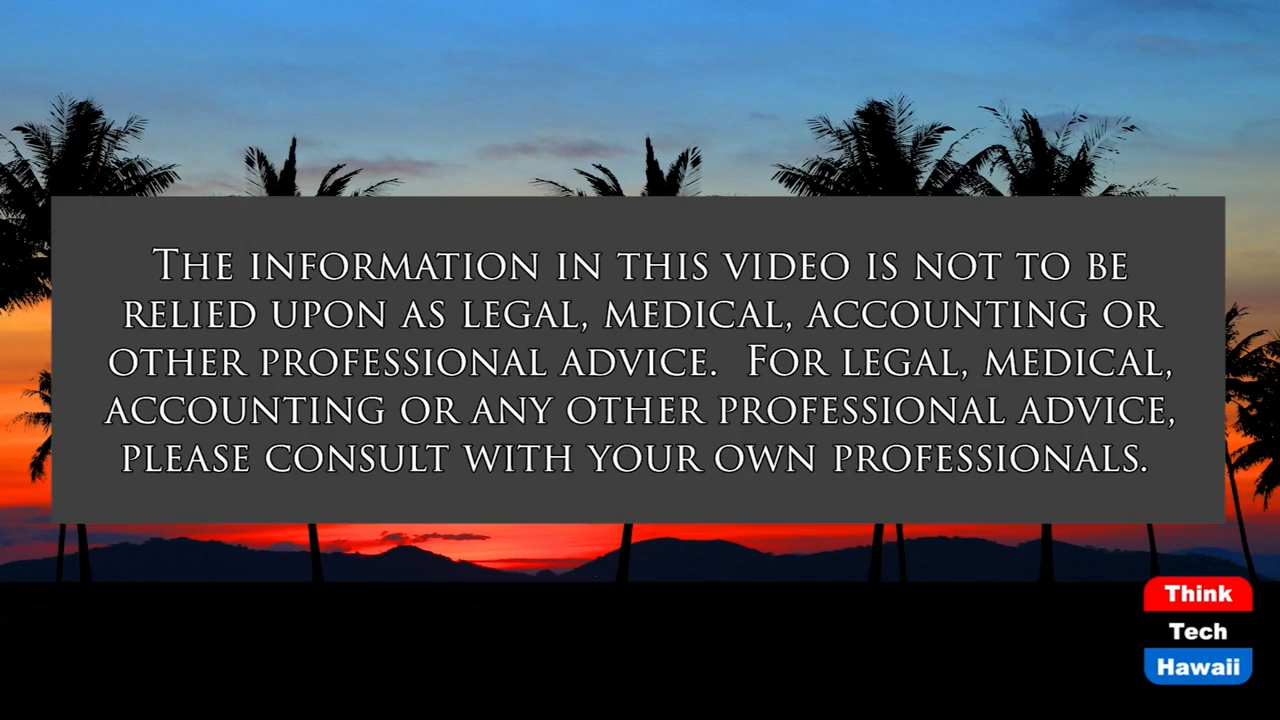 The information in this video is not to be
relied upon as legal, medical, accounting or
other professional advice.  For legal, medical,
accounting or any other professional advice,
please consult with your own professionals.
Think
Tech
Hawaii